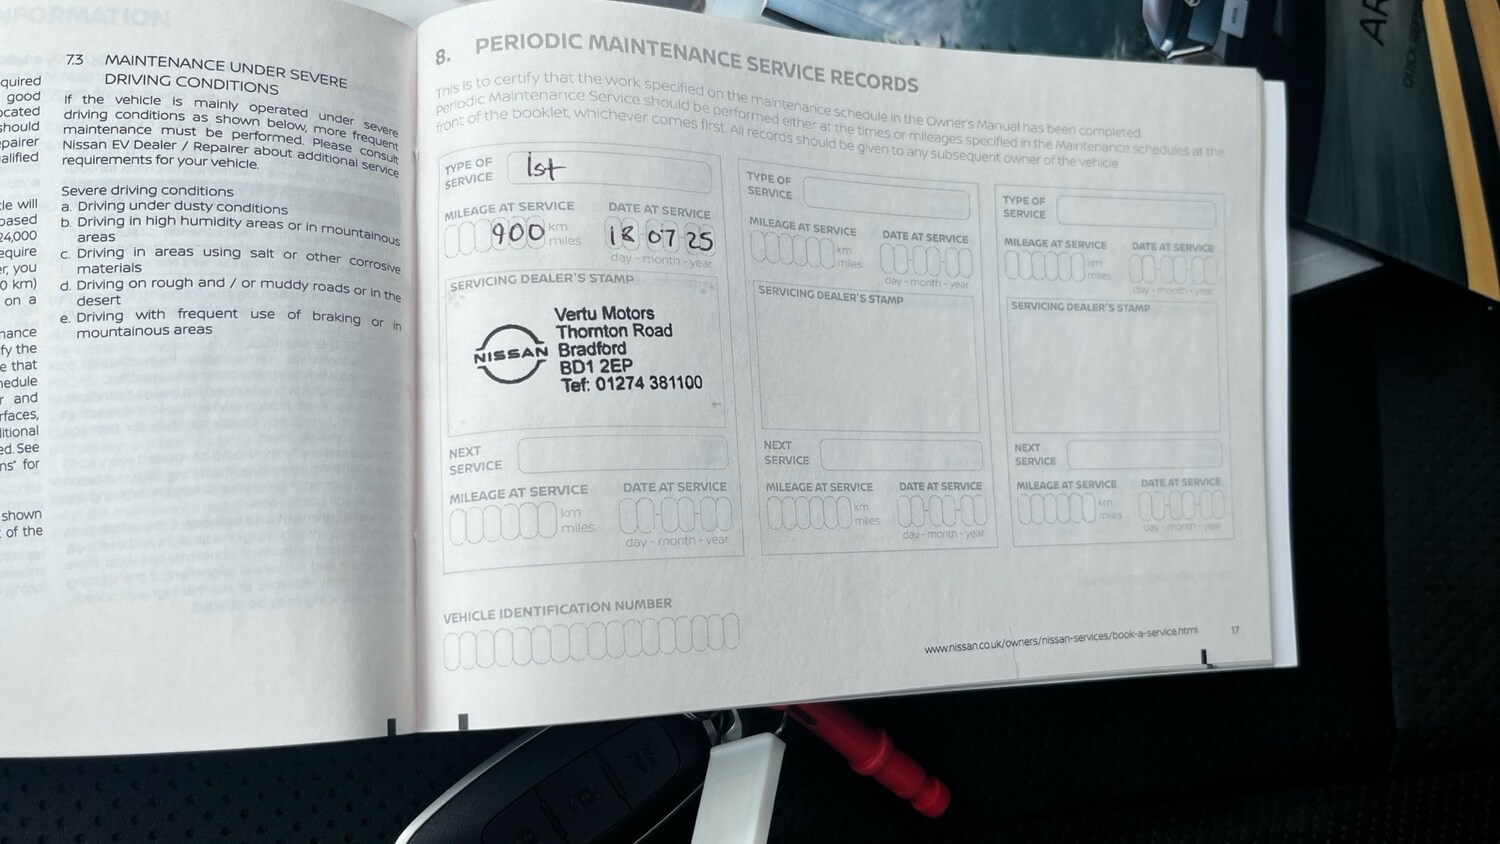 7.3 MAINTENANCE UNDER SEVERE
DRIVING CONDITIONS
If the vehicle is mainly operated under severe
driving conditions as shown below, more frequent
maintenance must be performed. Please consult
Nissan EV Dealer / Repairer about additional service
requirements for your vehicle.
Severe driving conditions
a. Driving under dusty conditions
b. Driving in high humidity areas or in mountainous
areas
c. Driving in areas using salt or other corrosive
materials
d. Driving on rough and / or muddy roads or in the
desert
e. Driving with frequent use of braking or in
mountainous areas
8. PERIODIC MAINTENANCE SERVICE RECORDS
This is to certify that the work specified on the maintenance schedule in the Owner's Manual has been completed.
Periodic Maintenance Service should be performed either at the times or mileages specified in the Maintenance schedules at the
front of the booklet, whichever comes first. All records should be given to any subsequent owner of the vehicle.
TYPE OF
SERVICE
1st
MILEAGE AT SERVICE DATE AT SERVICE
900 km
miles
18 07 25
day - month - year
SERVICING DEALER'S STAMP
NISSAN
Vertu Motors
Thornton Road
Bradford
BD1 2EP
Tel: 01274 381100
NEXT
SERVICE
MILEAGE AT SERVICE DATE AT SERVICE
km
miles
day - month - year
TYPE OF
SERVICE
MILEAGE AT SERVICE DATE AT SERVICE
km
miles
day - month - year
SERVICING DEALER'S STAMP
NEXT
SERVICE
MILEAGE AT SERVICE DATE AT SERVICE
km
miles
day - month - year
TYPE OF
SERVICE
MILEAGE AT SERVICE DATE AT SERVICE
km
miles
day - month - year
SERVICING DEALER'S STAMP
NEXT
SERVICE
MILEAGE AT SERVICE DATE AT SERVICE
km
miles
day - month - year
VEHICLE IDENTIFICATION NUMBER
www.nissan.co.uk/owners/nissan-services/book-a-service.html 17